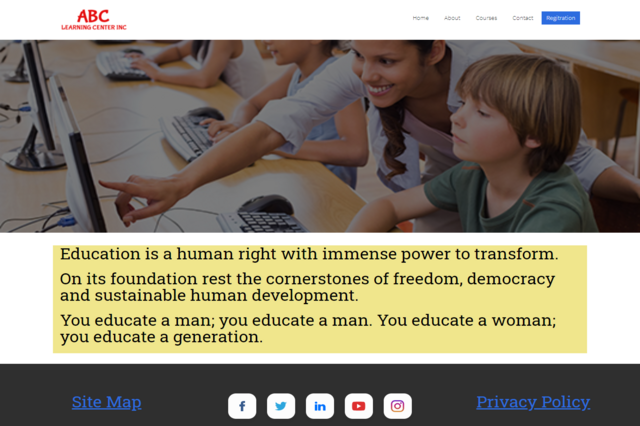 ABC
LEARNING CENTER INC
Home About Courses Contact Regitration
Education is a human right with immense power to transform.
On its foundation rest the cornerstones of freedom, democracy
and sustainable human development.
You educate a man; you educate a man. You educate a woman;
you educate a generation.
Site Map
Privacy Policy